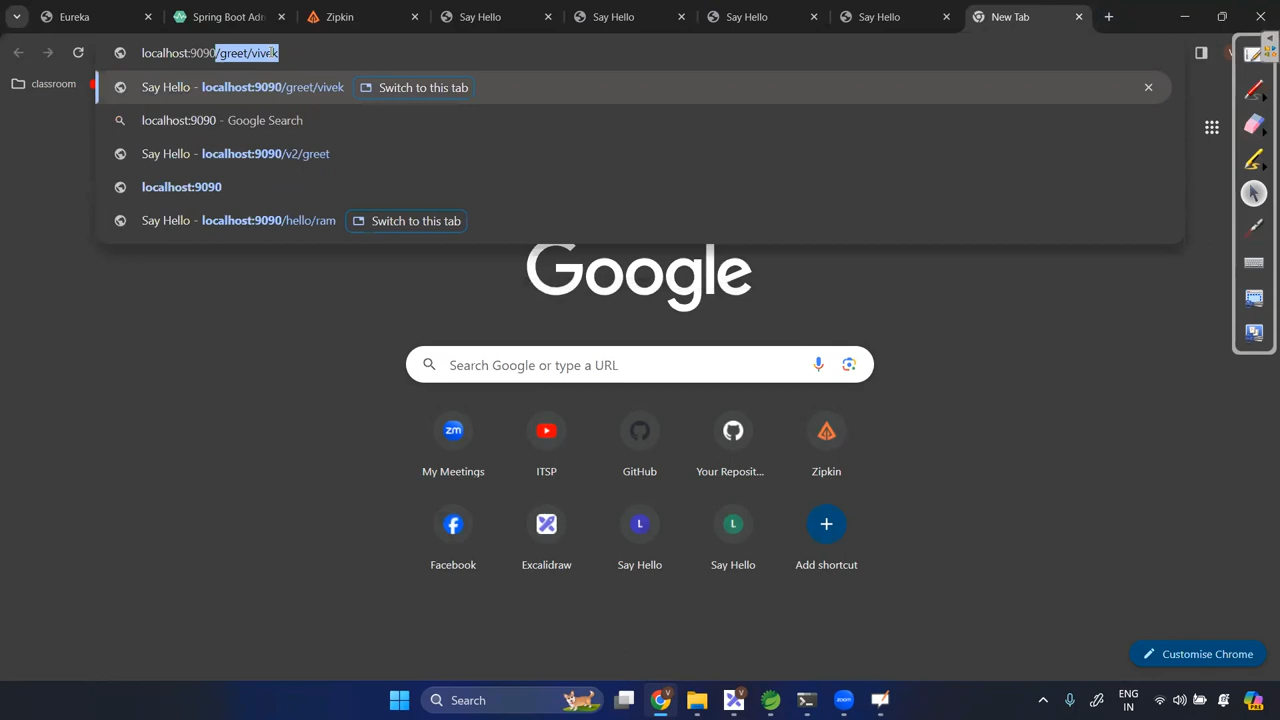 Eureka
Spring Boot Ad
Zipkin
Say Hello
Say Hello
Say Hello
Say Hello
New Tab
localhost:9090/greet/vivek
classroom
Say Hello - localhost:9090/greet/vivek Switch to this tab
localhost:9090 - Google Search
Say Hello - localhost:9090/v2/greet
localhost:9090
Say Hello - localhost:9090/hello/ram Switch to this tab
Google
Search Google or type a URL
zm
My Meetings
ITSP
GitHub
Your Reposit...
Zipkin
L
L
Facebook
Excalidraw
Say Hello
Say Hello
Add shortcut
Customise Chrome
Search
V
V
zoom
ENG
IN
PRE